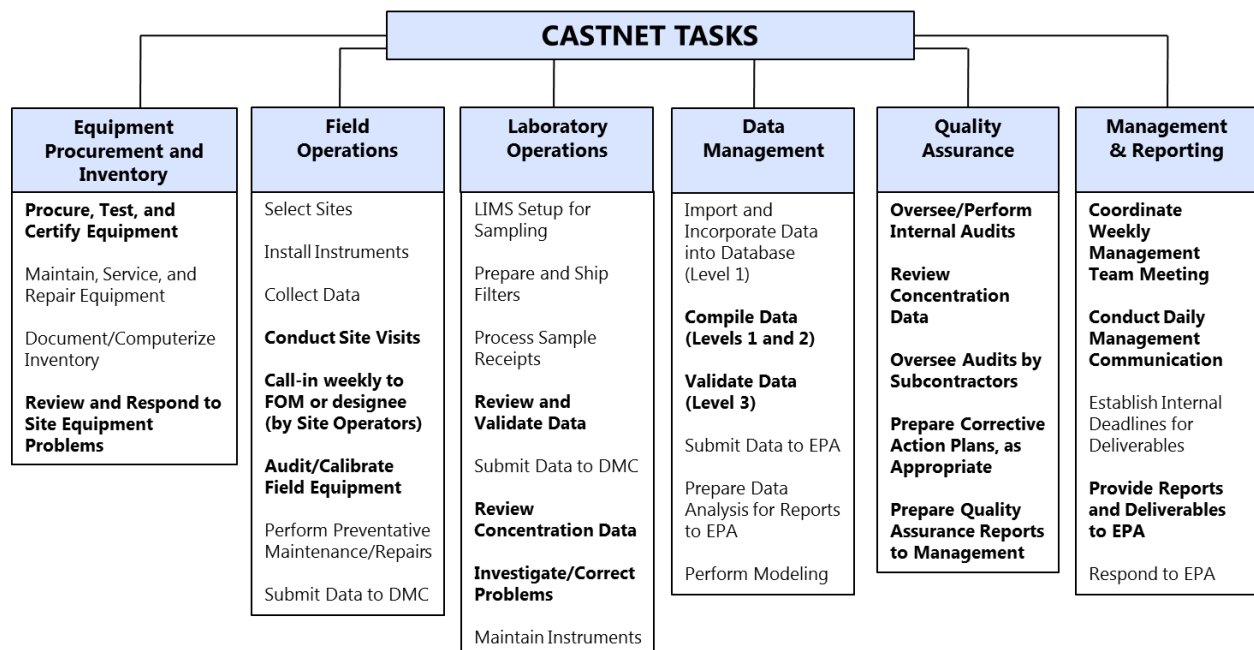 CASTNET TASKS
Equipment
Procurement and
Inventory
Procure, Test, and
Certify Equipment
Maintain, Service, and
Repair Equipment
Document/Computerize
Inventory
Review and Respond to
Site Equipment
Problems
Field
Operations
Select Sites
Install Instruments
Collect Data
Conduct Site Visits
Call-in weekly to
FOM or designee
(by Site Operators)
Audit/Calibrate
Field Equipment
Perform Preventative
Maintenance/Repairs
Submit Data to DMC
Laboratory
Operations
LIMS Setup for
Sampling
Prepare and Ship
Filters
Process Sample
Receipts
Review and
Validate Data
Submit Data to DMC
Review
Concentration Data
Investigate/Correct
Problems
Maintain Instruments
Data
Management
Import and
Incorporate Data
into Database
(Level 1)
Compile Data
(Levels 1 and 2)
Validate Data
(Level 3)
Submit Data to EPA
Prepare Data
Analysis for Reports
to EPA
Perform Modeling
Quality
Assurance
Oversee/Perform
Internal Audits
Review
Concentration
Data
Oversee Audits by
Subcontractors
Prepare Corrective
Action Plans, as
Appropriate
Prepare Quality
Assurance Reports
to Management
Management
& Reporting
Coordinate
Weekly
Management
Team Meeting
Conduct Daily
Management
Communication
Establish Internal
Deadlines for
Deliverables
Provide Reports
and Deliverables
to EPA
Respond to EPA